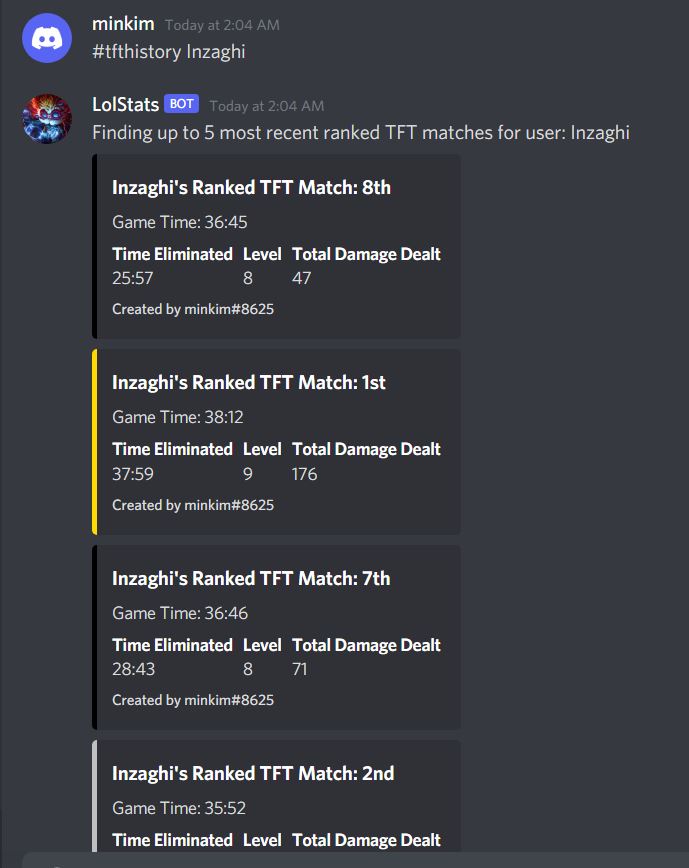 minkim Today at 2:04 AM
#tfthistory Inzaghi
LolStats BOT Today at 2:04 AM
Finding up to 5 most recent ranked TFT matches for user: Inzaghi
Inzaghi's Ranked TFT Match: 8th
Game Time: 36:45
Time Eliminated Level Total Damage Dealt
25:57 8 47
Created by minkim#8625
Inzaghi's Ranked TFT Match: 1st
Game Time: 38:12
Time Eliminated Level Total Damage Dealt
37:59 9 176
Created by minkim#8625
Inzaghi's Ranked TFT Match: 7th
Game Time: 36:46
Time Eliminated Level Total Damage Dealt
28:43 8 71
Created by minkim#8625
Inzaghi's Ranked TFT Match: 2nd
Game Time: 35:52
Time Eliminated Level Total Damage Dealt